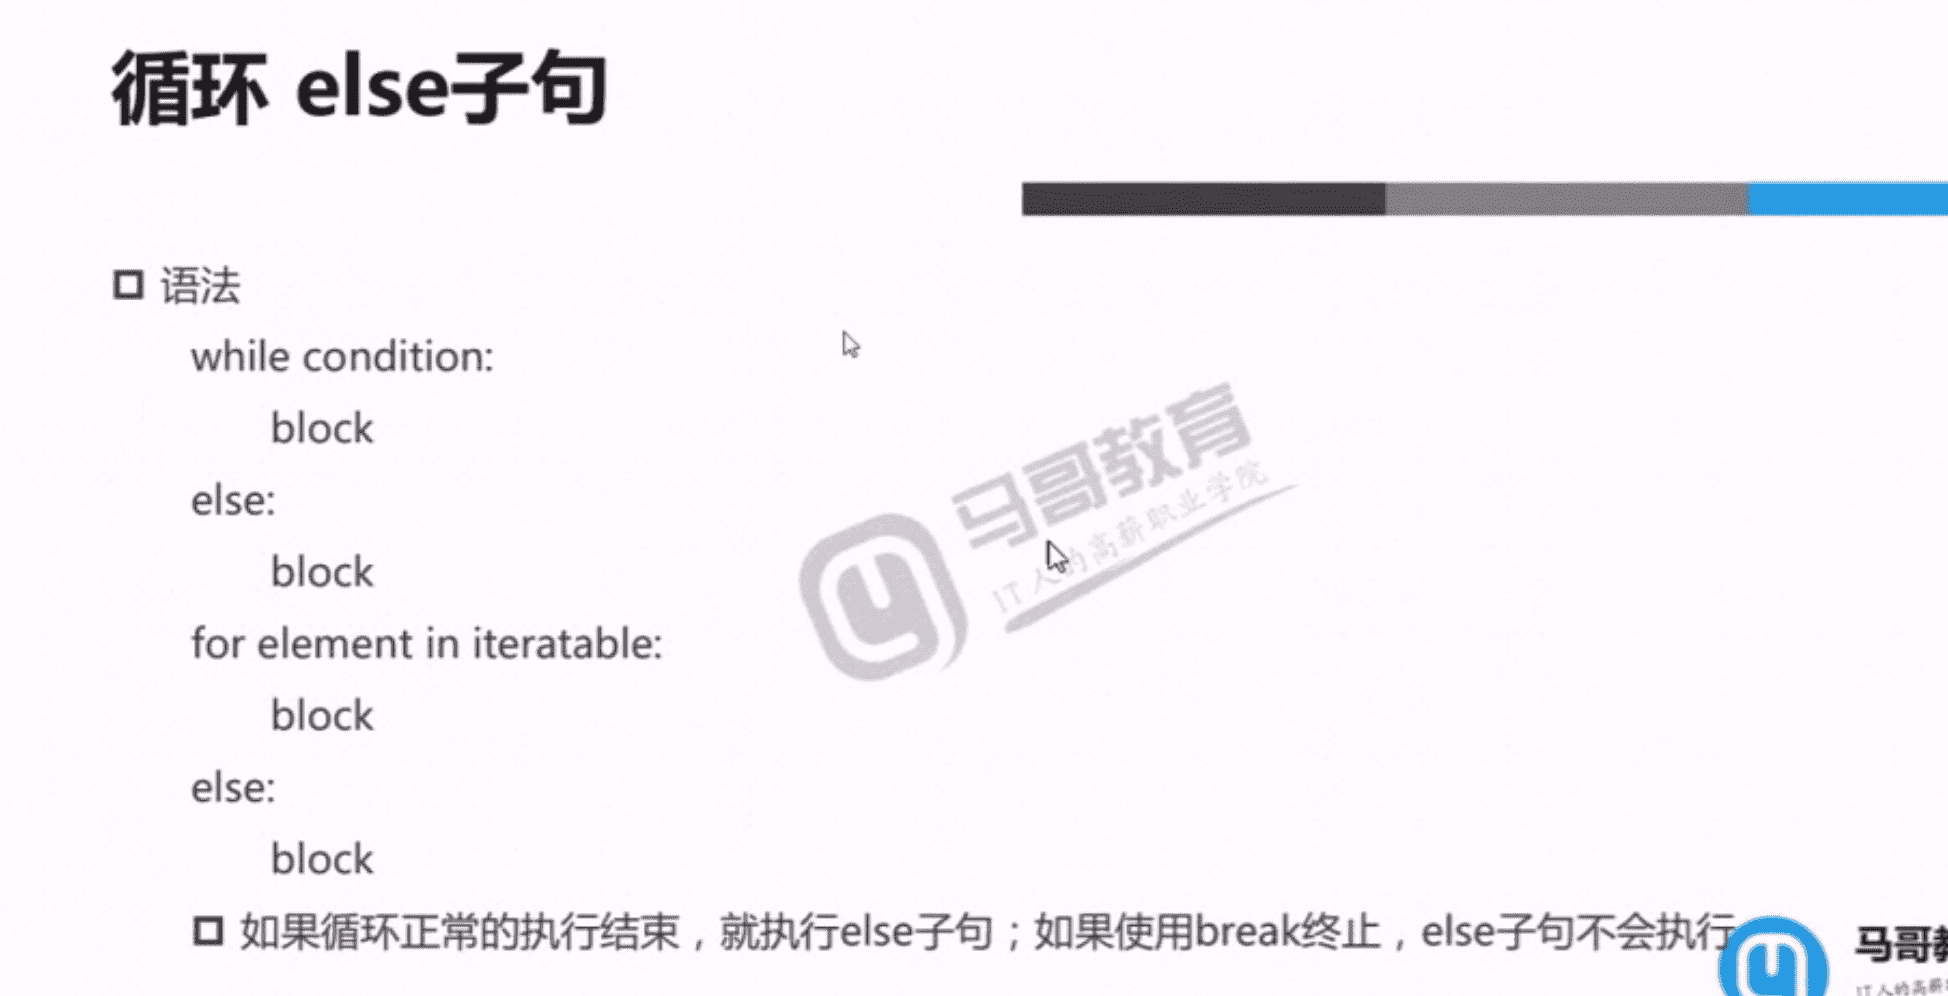 循环 else子句
语法
while condition:
block
else:
block
for element in iteratable:
block
else:
block
如果循环正常的执行结束，就执行else子句；如果使用break终止，else子句不会执行
马哥教育
IT人的高薪职业学院
马哥教
IT人的高薪